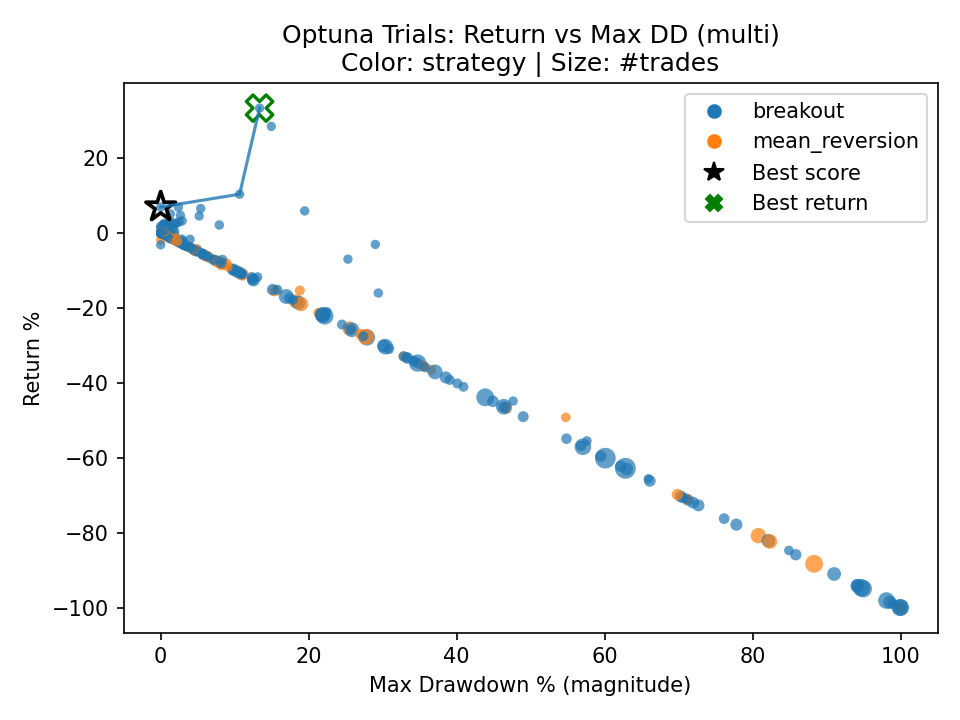 Optuna Trials: Return vs Max DD (multi)
Color: strategy | Size: #trades
breakout
mean_reversion
Best score
Best return
Return %
20
0
−20
−40
−60
−80
−100
0
20
40
60
80
100
Max Drawdown % (magnitude)